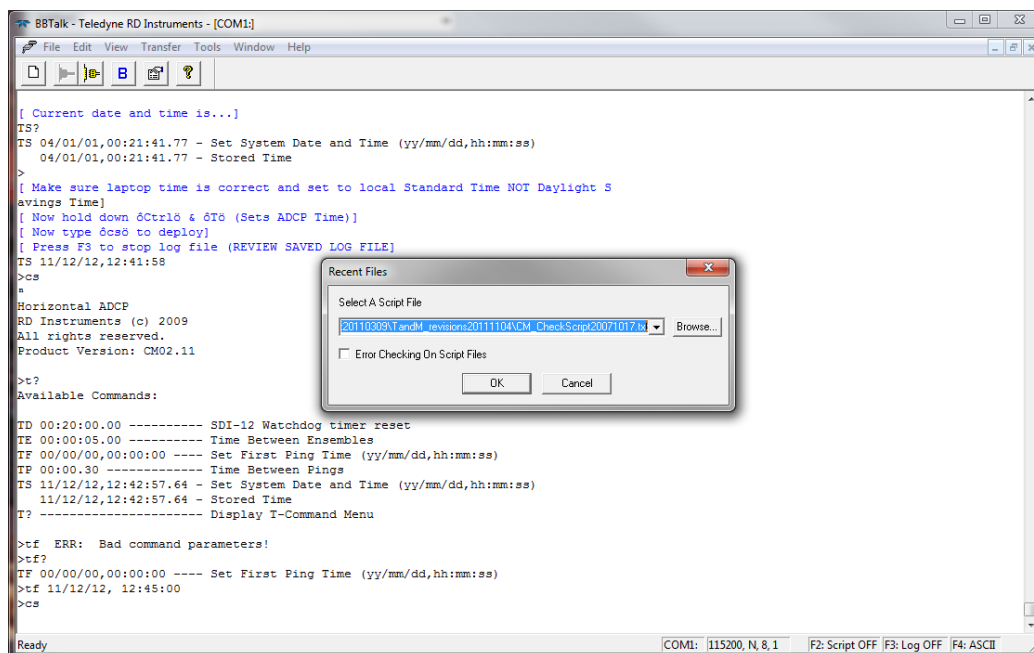 BBTalk - Teledyne RD Instruments - [COM1:]
File Edit View Transfer Tools Window Help
B ?
[ Current date and time is...]
TS?
TS 04/01/01,00:21:41.77 - Set System Date and Time (yy/mm/dd,hh:mm:ss)
04/01/01,00:21:41.77 - Stored Time
>
[ Make sure laptop time is correct and set to local Standard Time NOT Daylight S
avings Time]
[ Now hold down ôCtrlö & ôTö (Sets ADCP Time)]
[ Now type ôcsö to deploy]
[ Press F3 to stop log file (REVIEW SAVED LOG FILE]
TS 11/12/12,12:41:58
>cs
Horizontal ADCP
RD Instruments (c) 2009
All rights reserved.
Product Version: CM02.11
>t?
Available Commands:
TD 00:20:00.00 ---------- SDI-12 Watchdog timer reset
TE 00:00:05.00 ---------- Time Between Ensembles
TF 00/00/00,00:00:00 ---- Set First Ping Time (yy/mm/dd,hh:mm:ss)
TP 00:00.30 ------------- Time Between Pings
TS 11/12/12,12:42:57.64 - Set System Date and Time (yy/mm/dd,hh:mm:ss)
11/12/12,12:42:57.64 - Stored Time
T? ---------------------- Display T-Command Menu
>tf ERR: Bad command parameters!
>tf?
TF 00/00/00,00:00:00 ---- Set First Ping Time (yy/mm/dd,hh:mm:ss)
>tf 11/12/12, 12:45:00
>cs
Recent Files
Select A Script File
20110309\TandM_revisions20111104\CM_CheckScript20071017.txt
Browse...
Error Checking On Script Files
OK Cancel
Ready COM1: 115200, N, 8, 1 F2: Script OFF F3: Log OFF F4: ASCII